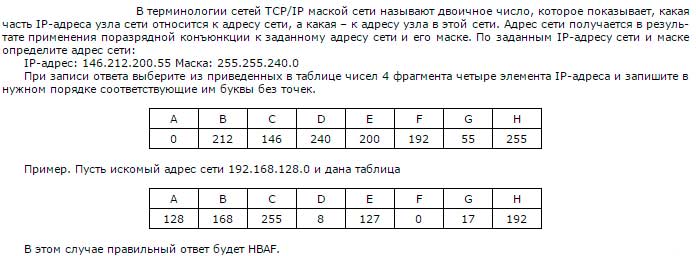 В терминологии сетей TCP/IP маской сети называют двоичное число, которое показывает, какая
часть IP-адреса узла сети относится к адресу сети, а какая – к адресу узла в этой сети. Адрес сети получается в резуль-
тате применения поразрядной конъюнкции к заданному адресу сети и его маске. По заданным IP-адресу сети и маске
определите адрес сети:
IP-адрес: 146.212.200.55 Маска: 255.255.240.0
При записи ответа выберите из приведенных в таблице чисел 4 фрагмента четыре элемента IP-адреса и запишите в
нужном порядке соответствующие им буквы без точек.
A B C D E F G H
0 212 146 240 200 192 55 255
Пример. Пусть искомый адрес сети 192.168.128.0 и дана таблица
A B C D E F G H
128 168 255 8 127 0 17 192
В этом случае правильный ответ будет HBAF.